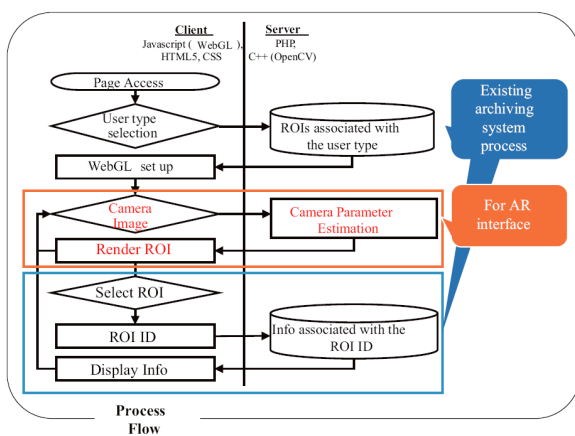 Client
Server
Javascript ( WebGL),
HTML5, CSS
PHP,
C++ (OpenCV)
Page Access
User type
selection
ROIs associated with
the user type
WebGL set up
Camera
Image
Camera Parameter
Estimation
Render ROI
Select ROI
ROI ID
Info associated with the
ROI ID
Display Info
Existing
archiving
system
process
For AR
interface
Process
Flow